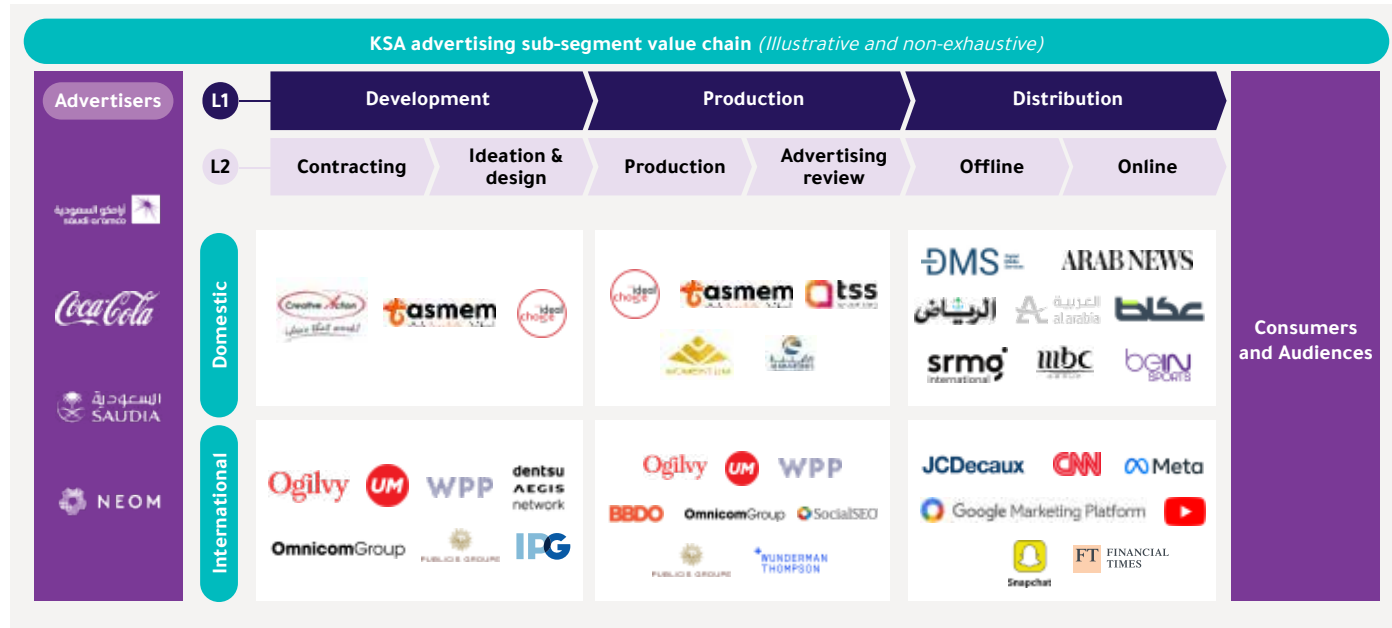 KSA advertising sub-segment value chain (Illustrative and non-exhaustive)
Advertisers
L1
Development
Production
Distribution
L2
Contracting
Ideation &
design
Production
Advertising
review
Offline
Online
أرامكو السعودية
saudi aramco
Coca-Cola
السعودية
SAUDIA
NEOM
Domestic
Creative Action
tasmem
ideal
choice
ideal
choice
tasmem
tss
MOMENTUM
DMS
ARAB NEWS
الرياض
العربية
al arabia
عكاظ
srmg
international
mbc
GROUP
beIN
SPORTS
International
Ogilvy
UM
WPP
dentsu
AEGIS
network
OmnicomGroup
PUBLICIS GROUPE
IPG
Ogilvy
UM
WPP
BBDO
OmnicomGroup
SocialSEO
PUBLICIS GROUPE
WUNDERMAN
THOMPSON
JCDecaux
CNN
Meta
Google Marketing Platform
Snapchat
FT
FINANCIAL
TIMES
Consumers
and Audiences